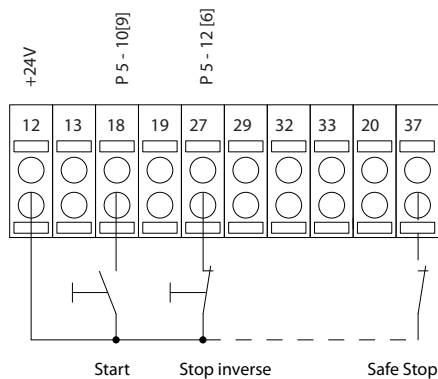 +24V
P 5 - 10[9]
P 5 - 12 [6]
12 13 18 19 27 29 32 33 20 37
Start Stop inverse Safe Stop